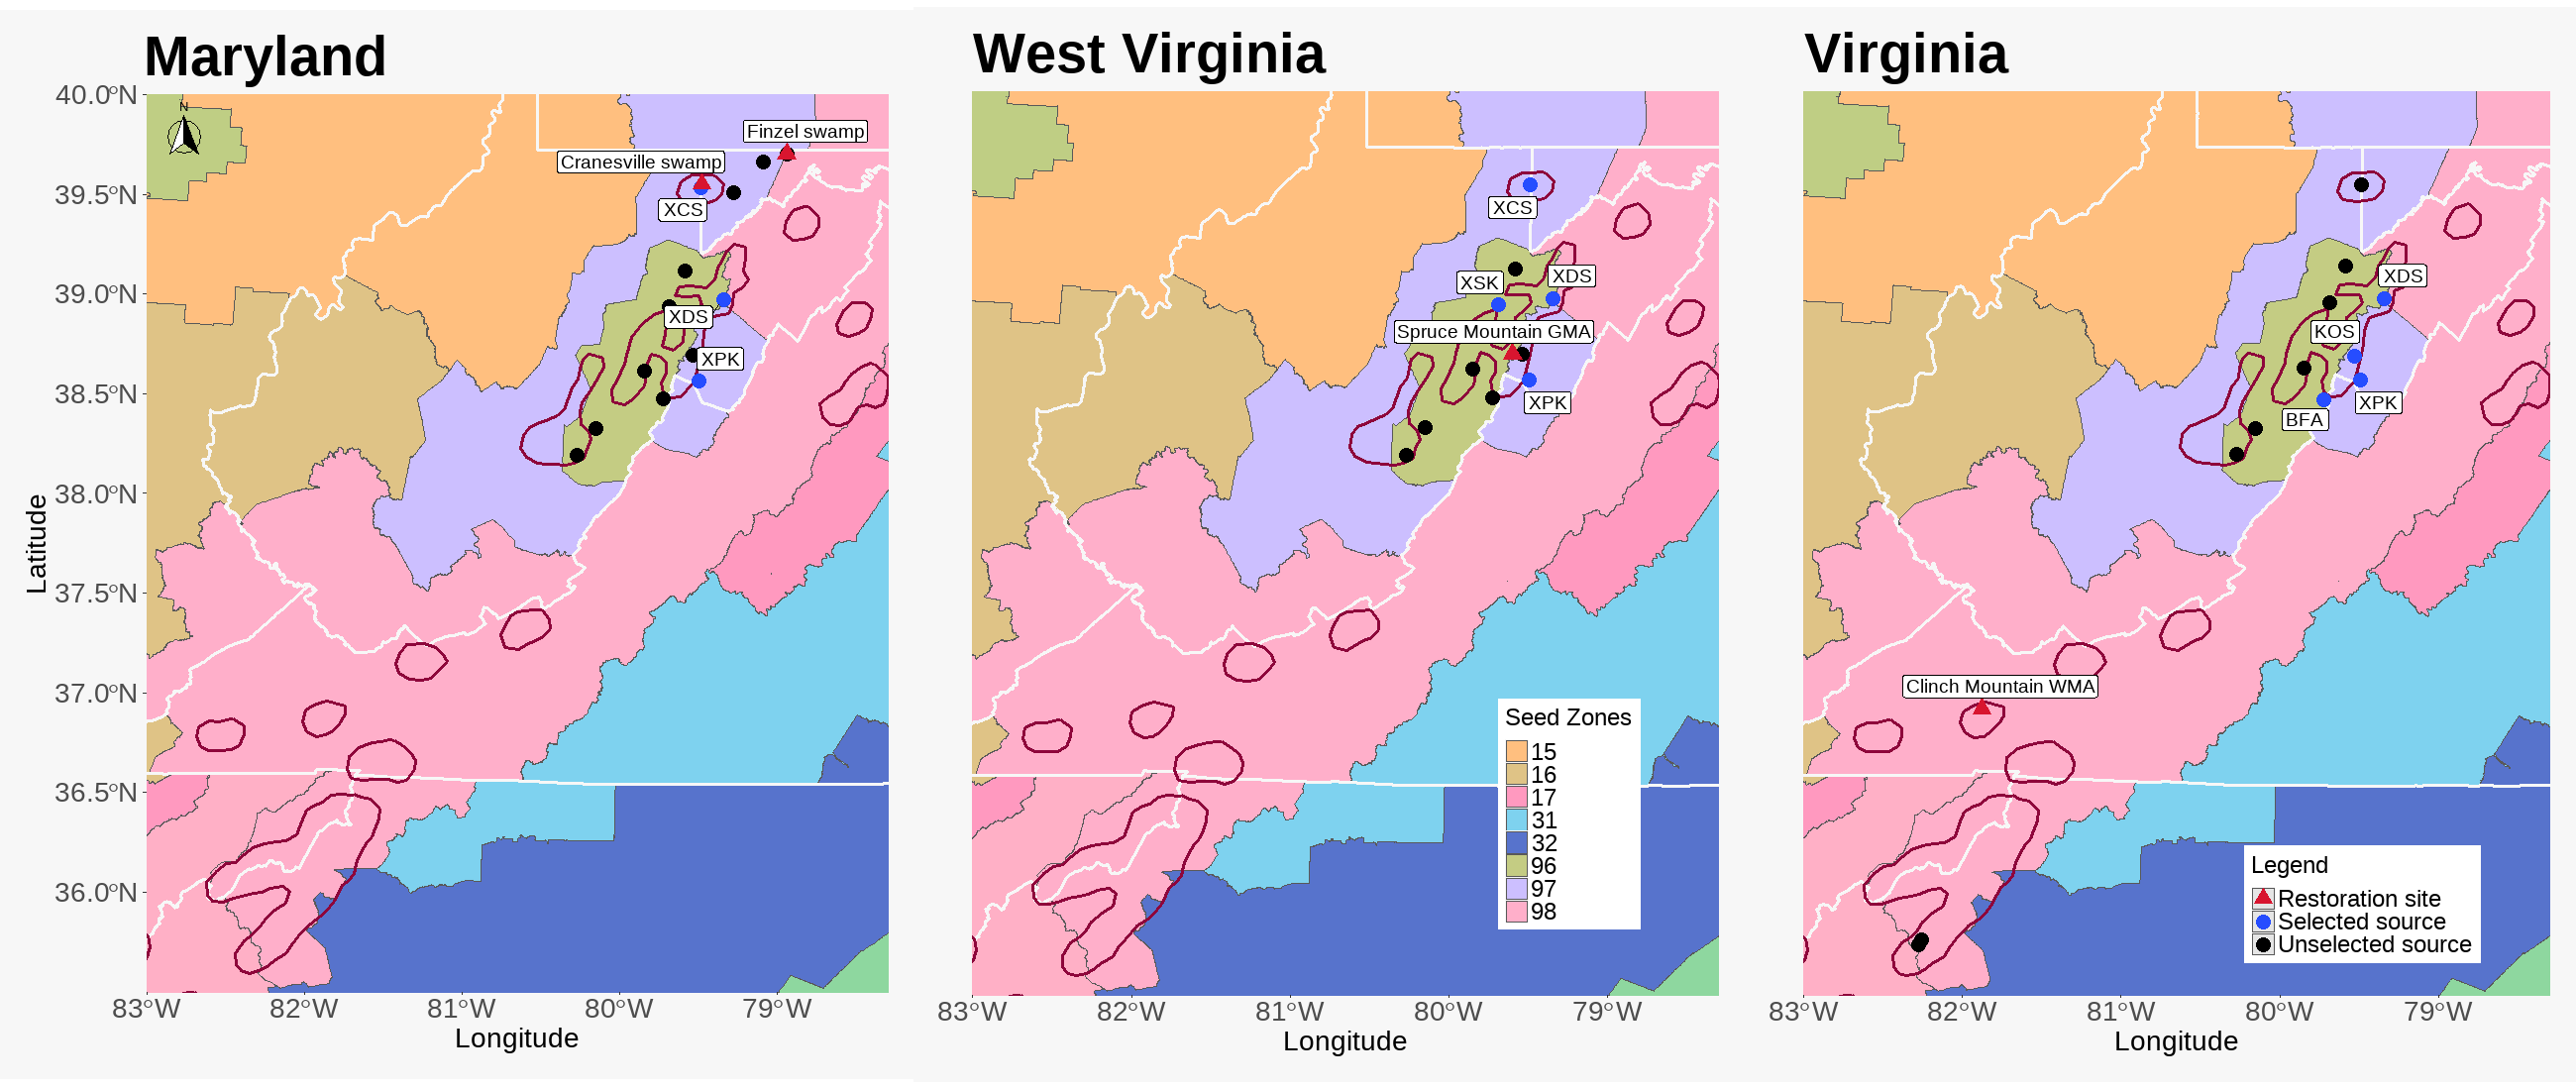 Maryland
West Virginia
Virginia
40.0°N
39.5°N
39.0°N
38.5°N
38.0°N
37.5°N
37.0°N
36.5°N
36.0°N
Latitude
N
Finzel swamp
Cranesville swamp
XCS
XDS
XPK
83°W
82°W
81°W
80°W
79°W
Longitude
XCS
XSK
XDS
Spruce Mountain GMA
XPK
Seed Zones
15
16
17
31
32
96
97
98
83°W
82°W
81°W
80°W
79°W
Longitude
XDS
KOS
XPK
BFA
Clinch Mountain WMA
Legend
Restoration site
Selected source
Unselected source
83°W
82°W
81°W
80°W
79°W
Longitude